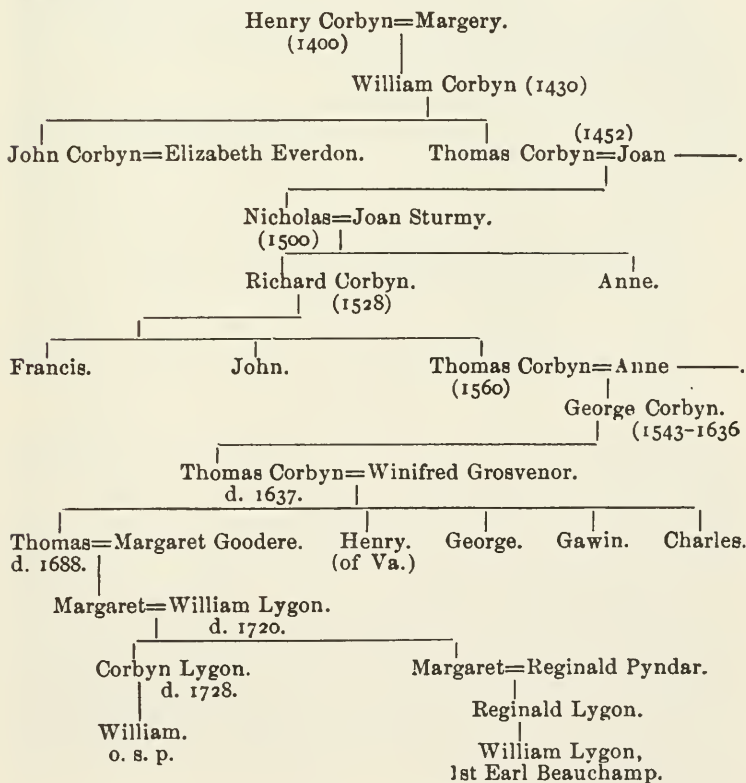 Henry Corbyn=Margery.
(1400)
William Corbyn (1430)
(1452)
John Corbyn=Elizabeth Everdon. Thomas Corbyn=Joan ——.
Nicholas=Joan Sturmy.
(1500)
Richard Corbyn. Anne.
(1528)
Francis. John. Thomas Corbyn=Anne ——.
(1560)
George Corbyn.
(1543-1636
Thomas Corbyn=Winifred Grosvenor.
d. 1637.
Thomas=Margaret Goodere. Henry. George. Gawin. Charles.
d. 1688. (of Va.)
Margaret=William Lygon.
d. 1720.
Corbyn Lygon. Margaret=Reginald Pyndar.
d. 1728.
Reginald Lygon.
William.
o. s. p. William Lygon,
1st Earl Beauchamp.